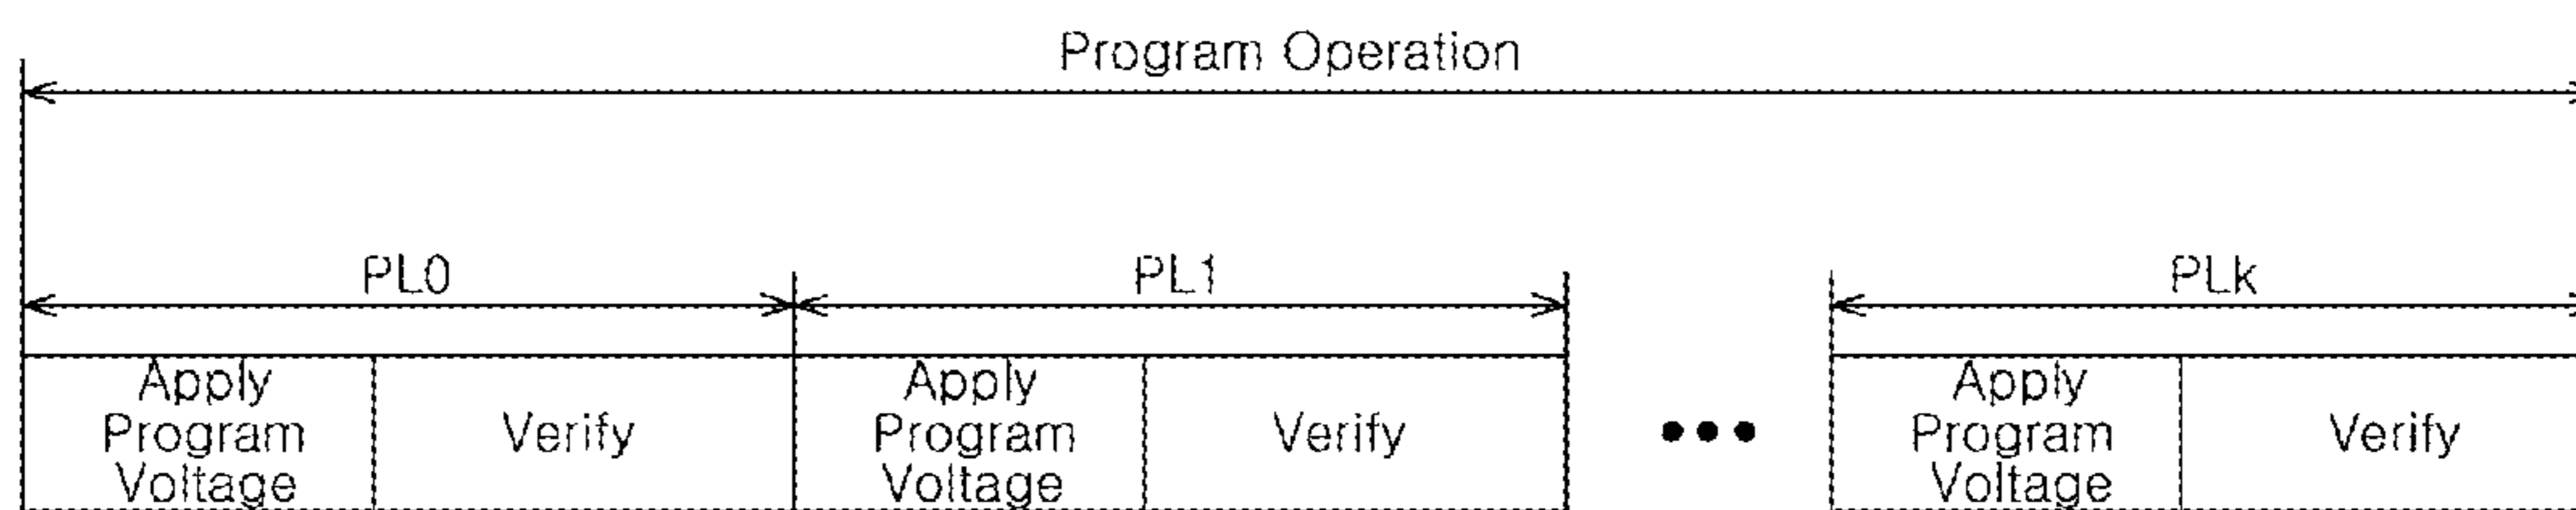 Program Operation
PL0
PL1
PLk
Apply
Program
Voltage
Verify
Apply
Program
Voltage
Verify
Apply
Program
Voltage
Verify